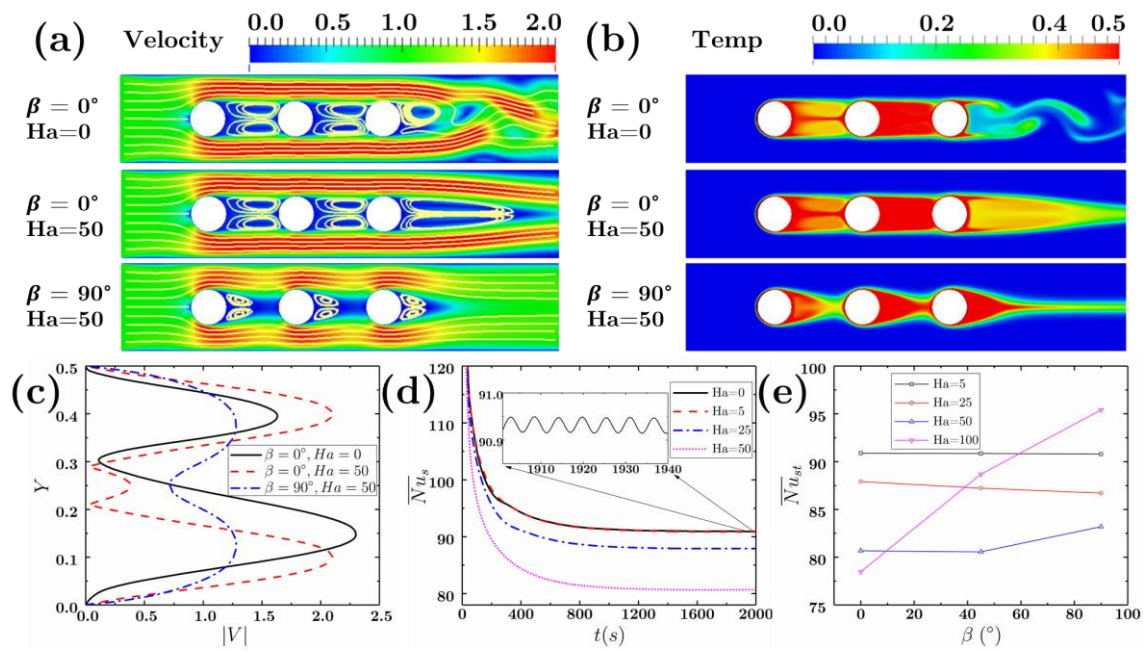 (a) Velocity 0.0 0.5 1.0 1.5 2.0
β = 0°
Ha=0
β = 0°
Ha=50
β = 90°
Ha=50
(b) Temp 0.0 0.2 0.4 0.5
β = 0°
Ha=0
β = 0°
Ha=50
β = 90°
Ha=50
(c)
0.5
0.4
0.3
0.2
0.1
0.0
Y
β = 0°, Ha = 0
β = 0°, Ha = 50
β = 90°, Ha = 50
0.0 0.5 1.0 1.5 2.0 2.5
|V|
(d)
120
110
100
90
80
Nu̅s
Ha=0
Ha=5
Ha=25
Ha=50
91.0
90.9
1910 1920 1930 1940
0 400 800 1200 1600 2000
t(s)
(e)
100
95
90
85
80
75
Nu̅st
Ha=5
Ha=25
Ha=50
Ha=100
0 20 40 60 80 100
β (°)